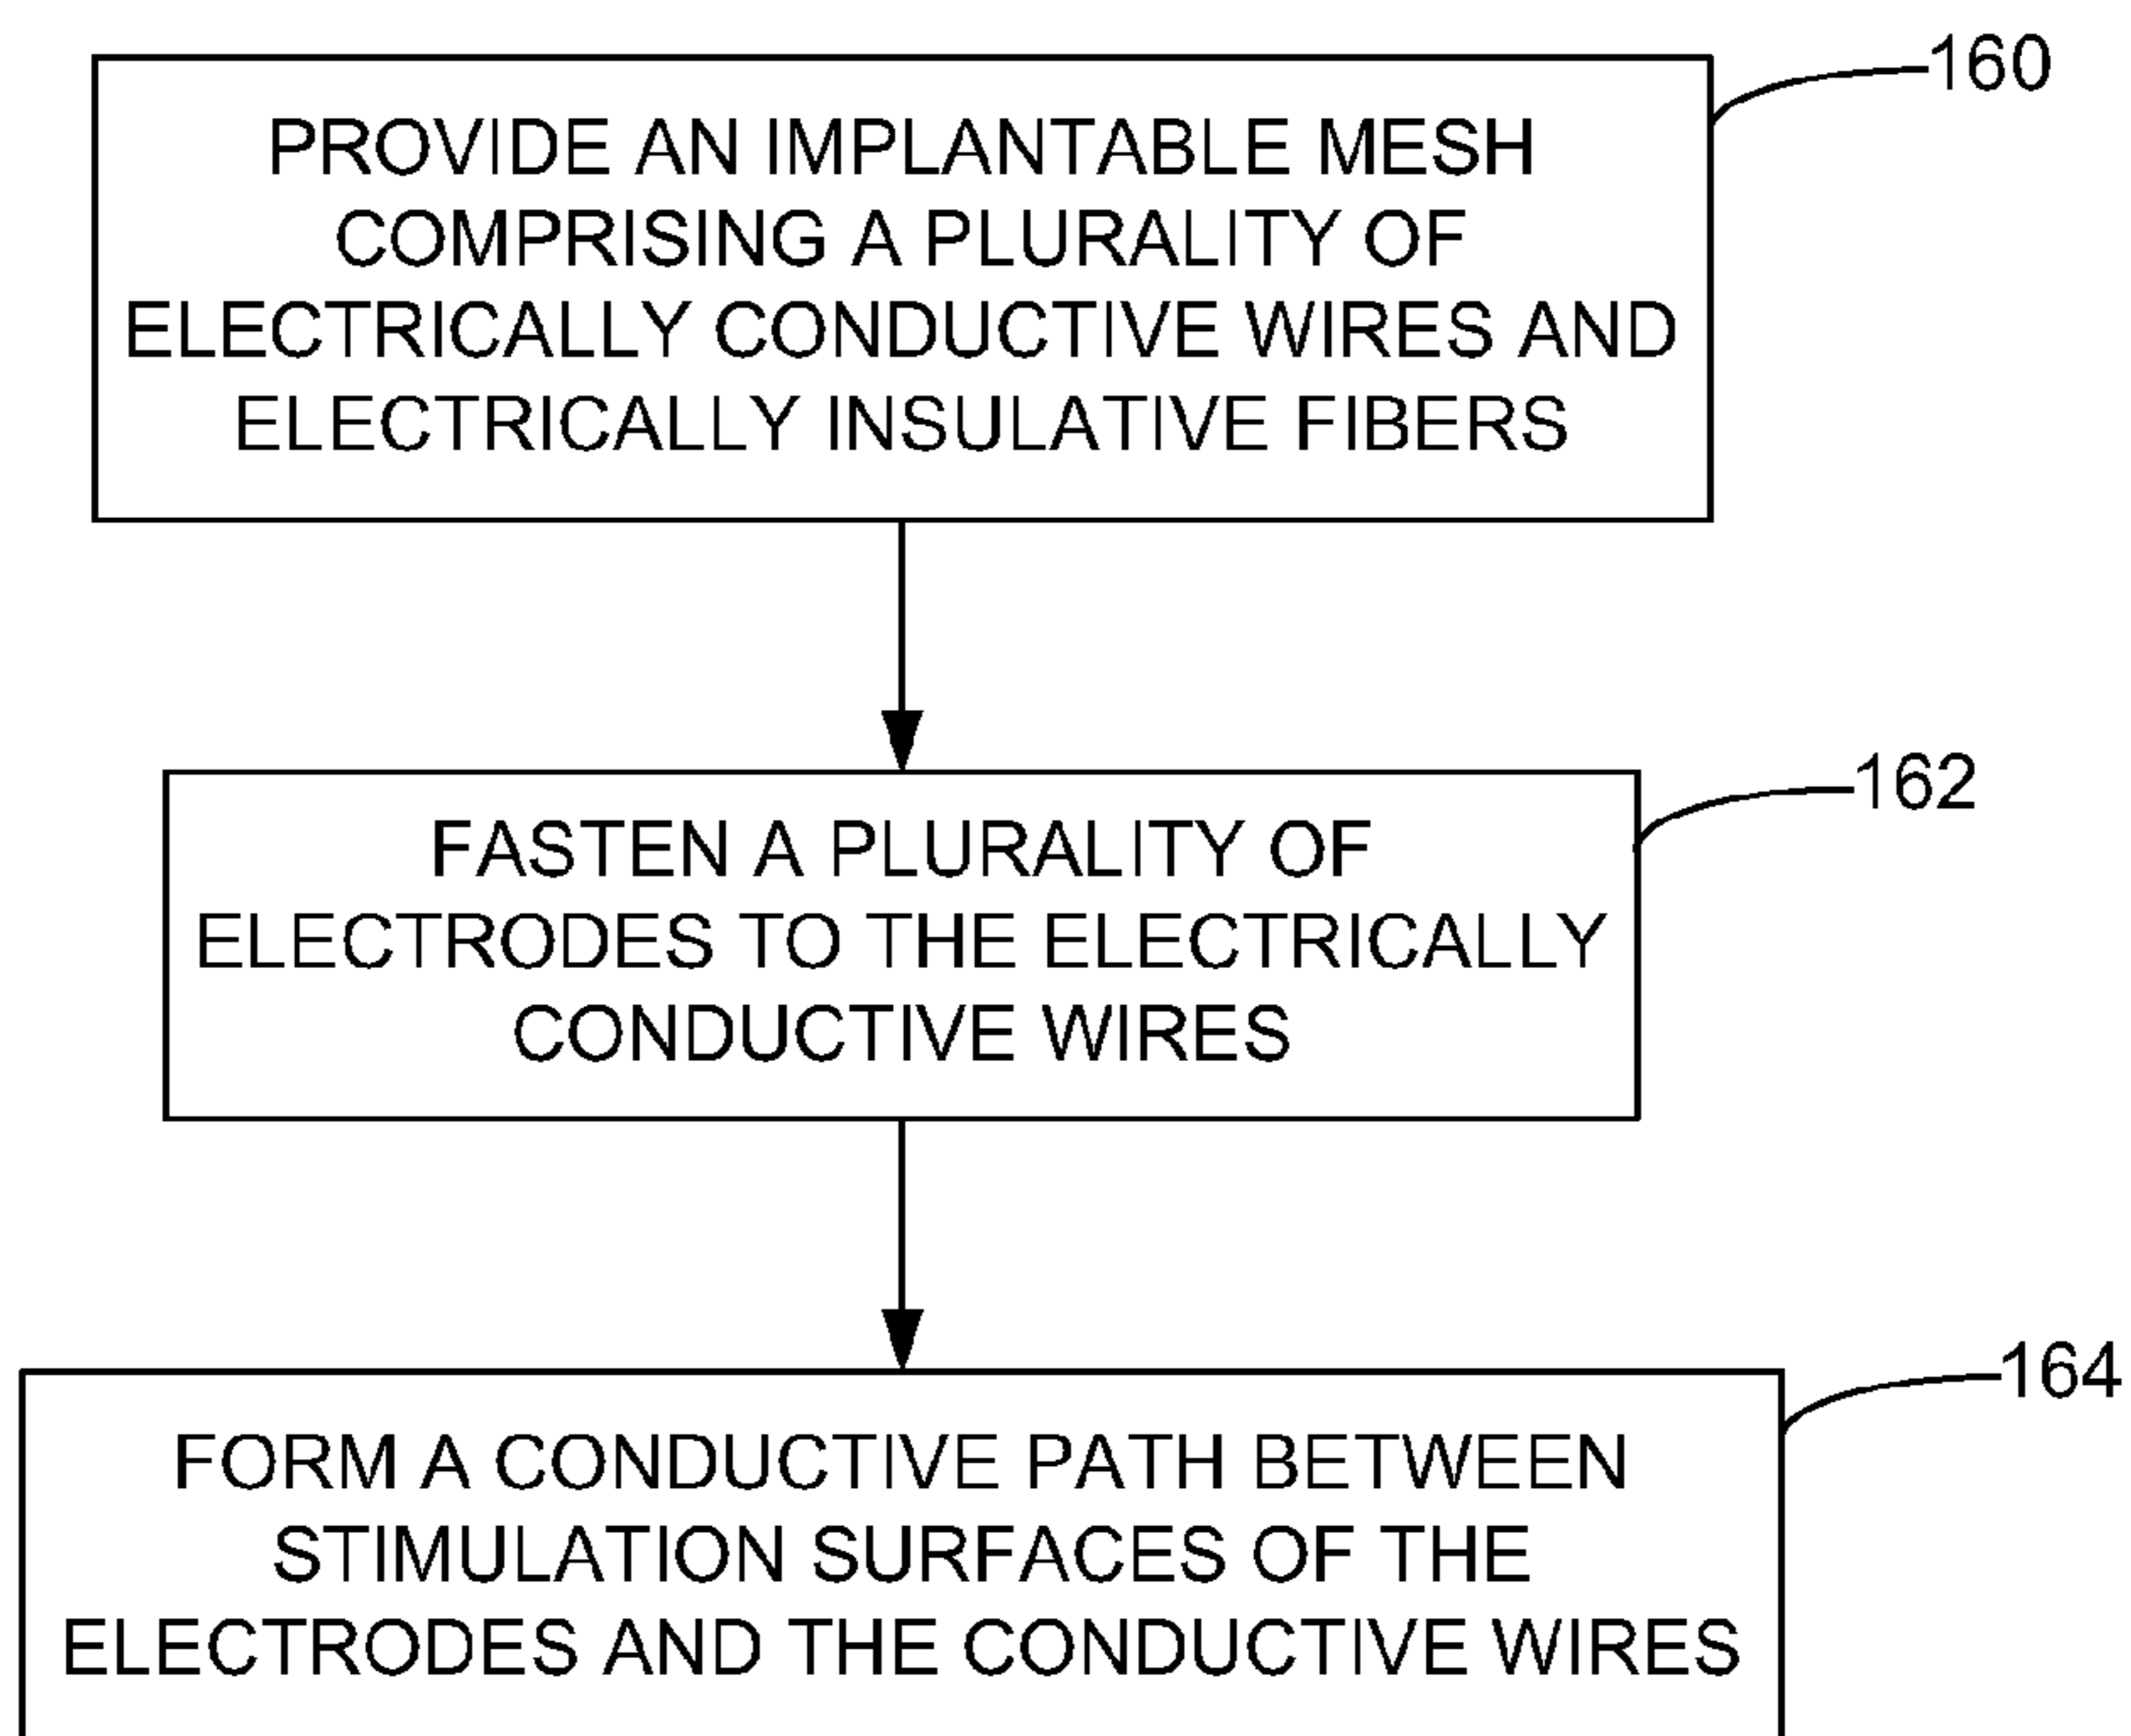 160
PROVIDE AN IMPLANTABLE MESH
COMPRISING A PLURALITY OF
ELECTRICALLY CONDUCTIVE WIRES AND
ELECTRICALLY INSULATIVE FIBERS
162
FASTEN A PLURALITY OF
ELECTRODES TO THE ELECTRICALLY
CONDUCTIVE WIRES
164
FORM A CONDUCTIVE PATH BETWEEN
STIMULATION SURFACES OF THE
ELECTRODES AND THE CONDUCTIVE WIRES